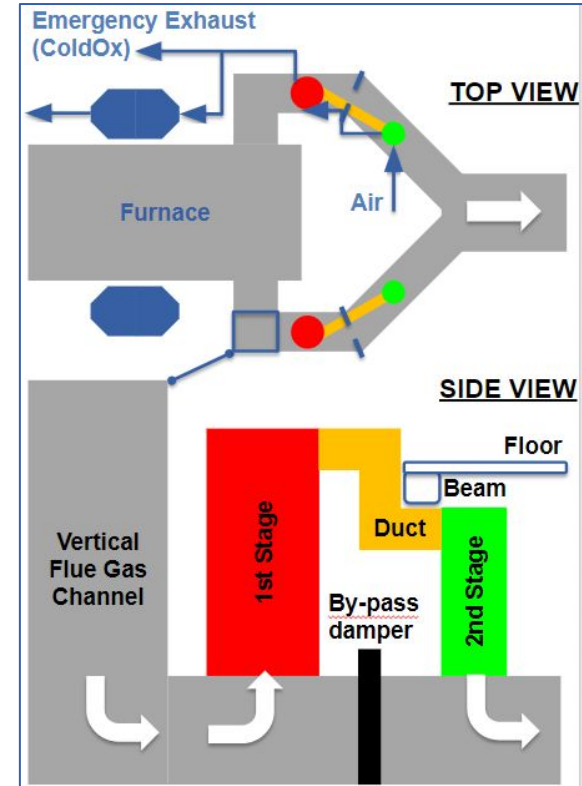 Emergency Exhaust
(ColdOx)
TOP VIEW
Furnace
Air
SIDE VIEW
Floor
Beam
Duct
Vertical
Flue Gas
Channel
1st Stage
By-pass
damper
2nd Stage